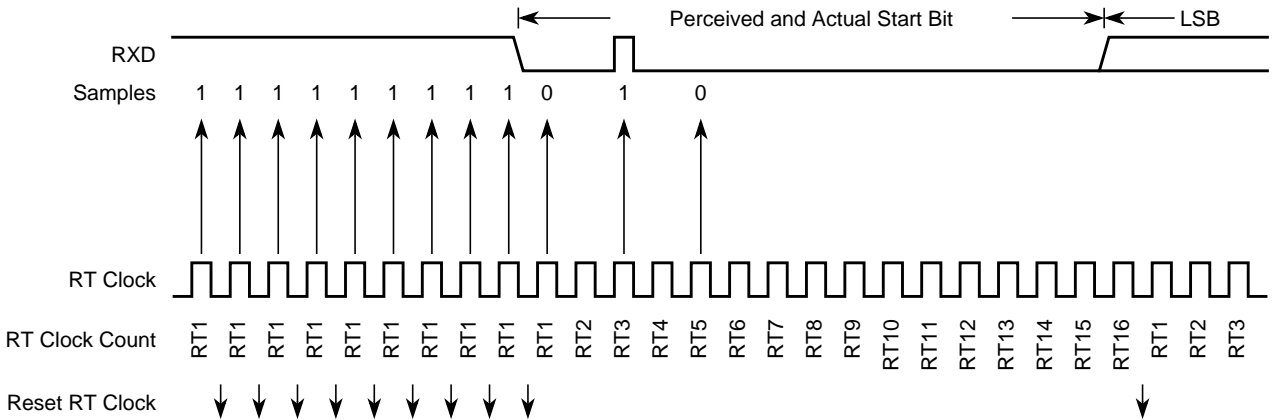 Perceived and Actual Start Bit LSB
RXD
Samples 1 1 1 1 1 1 1 1 1 0 1 0
RT Clock
RT Clock Count RT1 RT1 RT1 RT1 RT1 RT1 RT1 RT1 RT1 RT1 RT2 RT3 RT4 RT5 RT6 RT7 RT8 RT9 RT10 RT11 RT12 RT13 RT14 RT15 RT16 RT1 RT2 RT3
Reset RT Clock